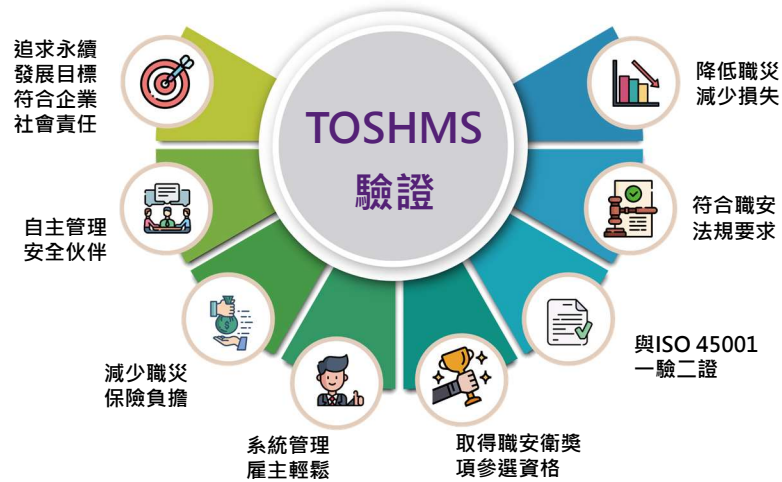 TOSHMS
驗證
追求永續
發展目標
符合企業
社會責任
自主管理
安全伙伴
減少職災
保險負擔
系統管理
雇主輕鬆
取得職安衛獎
項參選資格
與ISO 45001
一驗二證
符合職安
法規要求
降低職災
減少損失